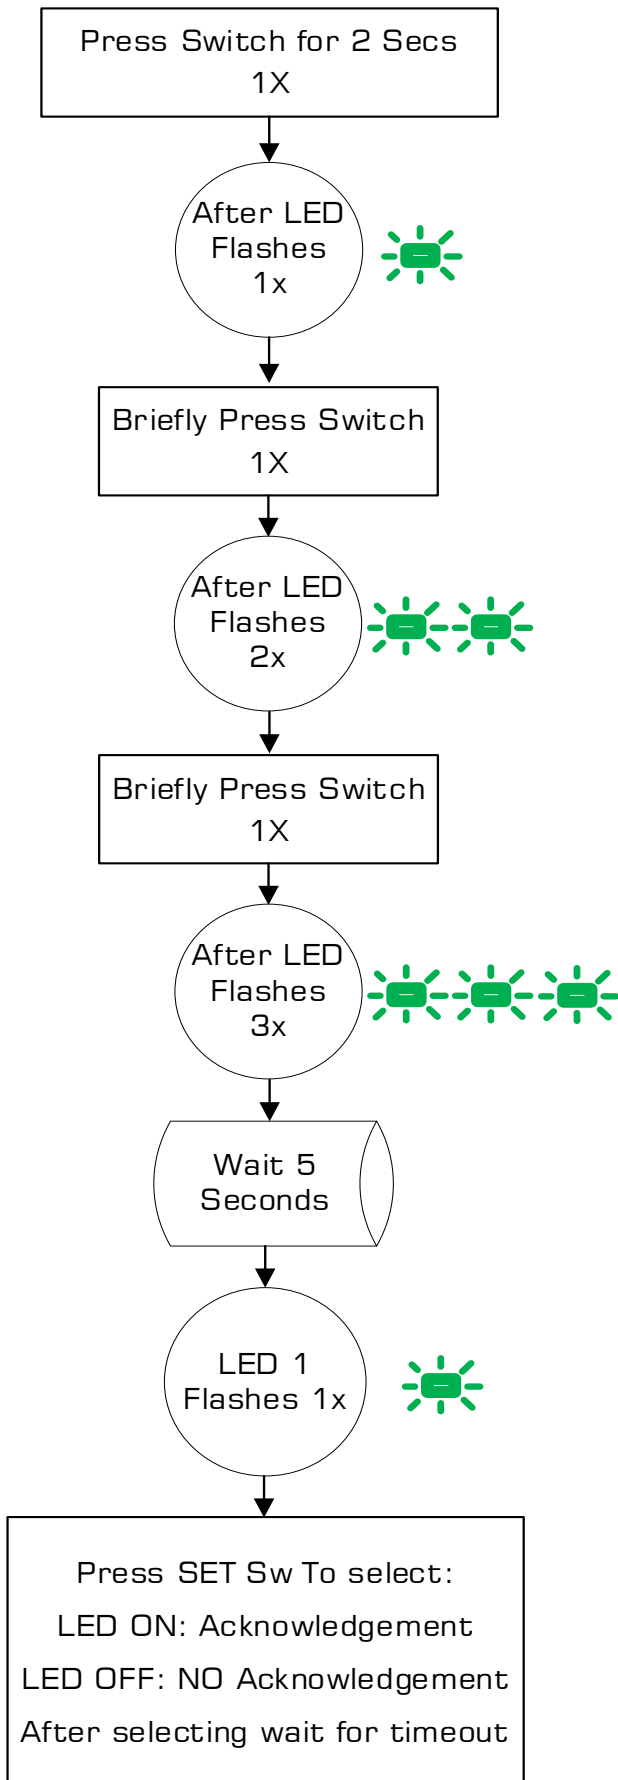 Press Switch for 2 Secs
1X
After LED
Flashes
1x
Briefly Press Switch
1X
After LED
Flashes
2x
Briefly Press Switch
1X
After LED
Flashes
3x
Wait 5
Seconds
LED 1
Flashes 1x
Press SET Sw To select:
LED ON: Acknowledgement
LED OFF: NO Acknowledgement
After selecting wait for timeout